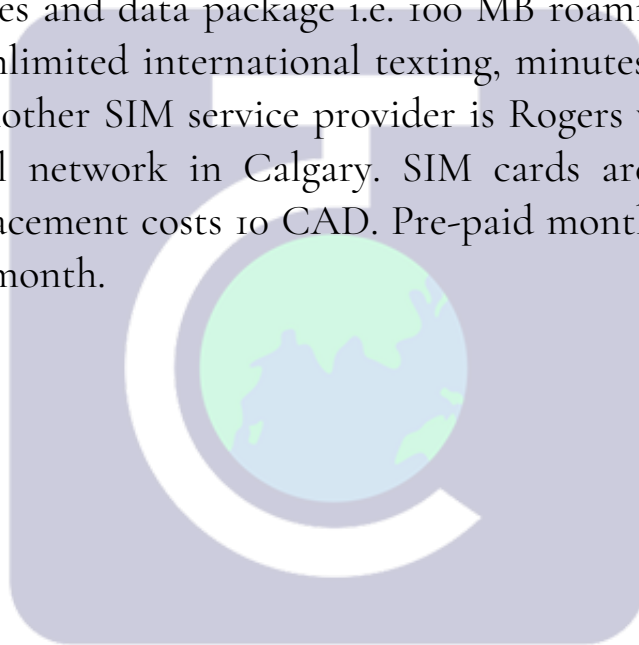 es and data package i.e. 100 MB roam
nlimited international texting, minutes
other SIM service provider is Rogers
l network in Calgary. SIM cards are
acement costs 10 CAD. Pre-paid mont
month.